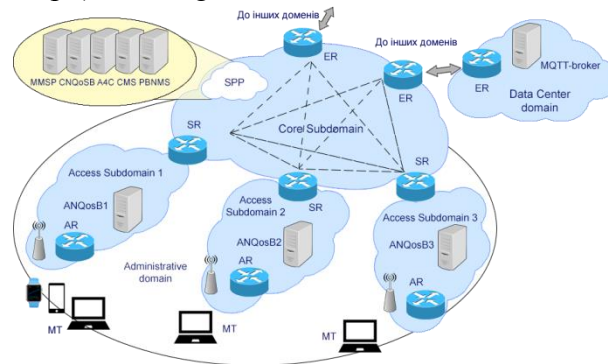 До інших доменів
До інших доменів
ER
MQTT-broker
MMSP CNQoSB A4C CMS PBNMS
SPP
ER
ER
Data Center
domain
SR
Core Subdomain
SR
Access Subdomain 1
Access
Subdomain 2
SR
ANQosB1
Access Subdomain 3
AR
ANQosB2
ANQosB3
Administrative
domain
AR
AR
MT
MT
MT